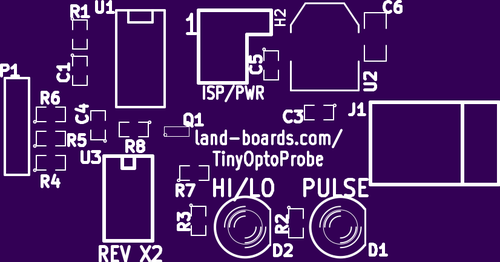 R1
U1
1
H2
C6
P1
C1
C5
U2
ISP/PWR
R6
C4
C3
J1
Q1
R5
R8
land-boards.com/
TinyOptoProbe
U3
R4
R7
HI/LO
PULSE
R3
R2
REV X2
D2
D1